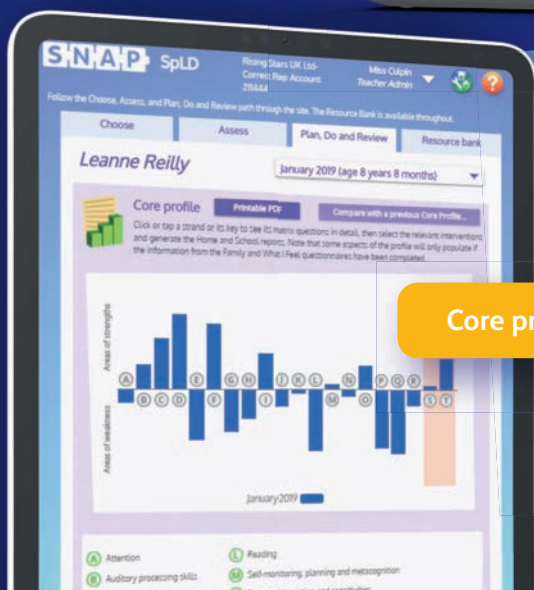 S·N·A·P SpLD
Rising Stars UK Ltd-
Correct Rep Account
28444
Miss Culpin
Teacher Admin
?
Follow the Choose, Assess, and Plan, Do and Review path through the site. The Resource Bank is available throughout.
Choose
Assess
Plan, Do and Review
Resource bank
Leanne Reilly
January 2019 (age 8 years 8 months)
Core profile
Printable PDF
Compare with a previous Core Profile...
Click or tap a strand or its key to see its matrix questions in detail, then select the relevant interventions
and generate the Home and School reports. Note that some aspects of the profile will only populate if
the Information from the Family and What I Feel questionnaires have been completed.
Areas of strengths
Areas of weakness
A B C D E F G H I J K L M N O P Q R S T
Core pr
January 2019
A Attention
B Auditory processing skills
L Reading
M Self-monitoring, planning and metacognition